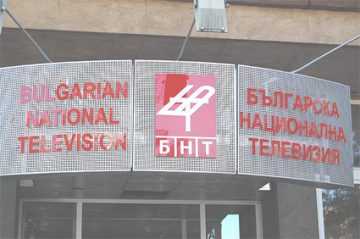 BULGARIAN
NATIONAL
TELEVISION
БНТ
БЪЛГАРСКА
НАЦИОНАЛНА
ТЕЛЕВИЗИЯ